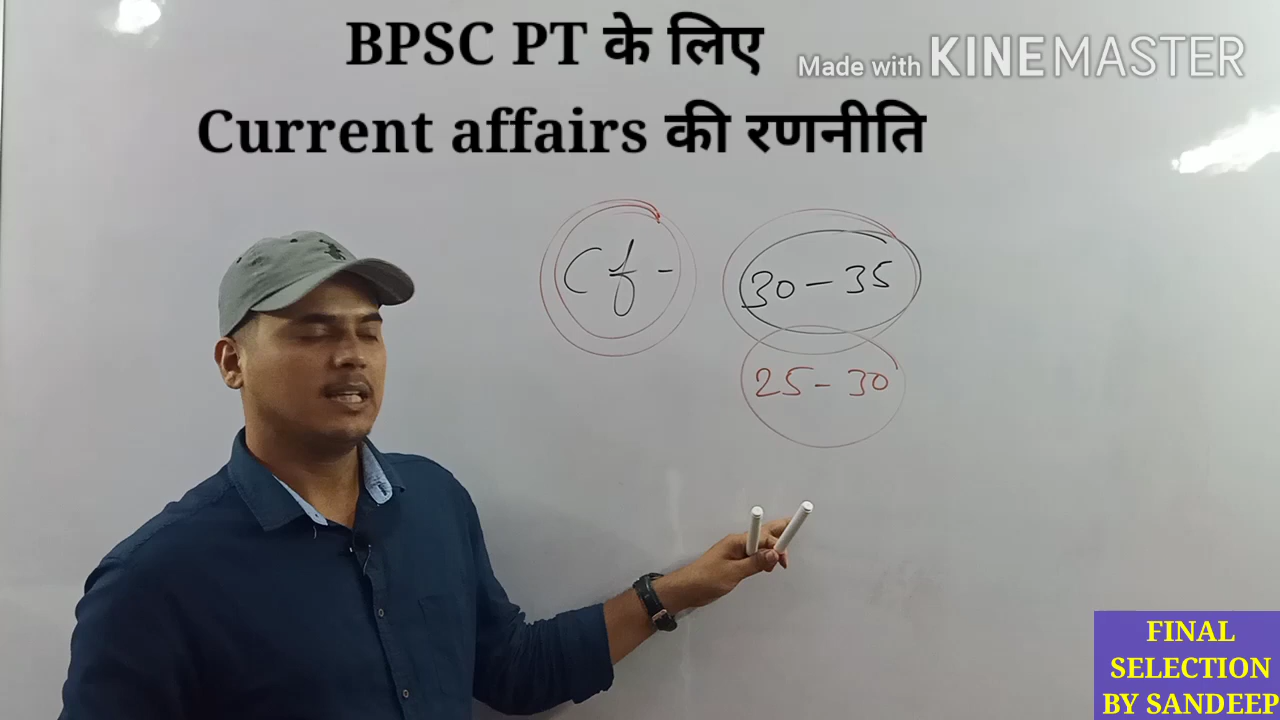 BPSC PT के लिए
Made with KINEMASTER
Current affairs की रणनीति
Cf - 30-35
25-30
FINAL
SELECTION
BY SANDEEP